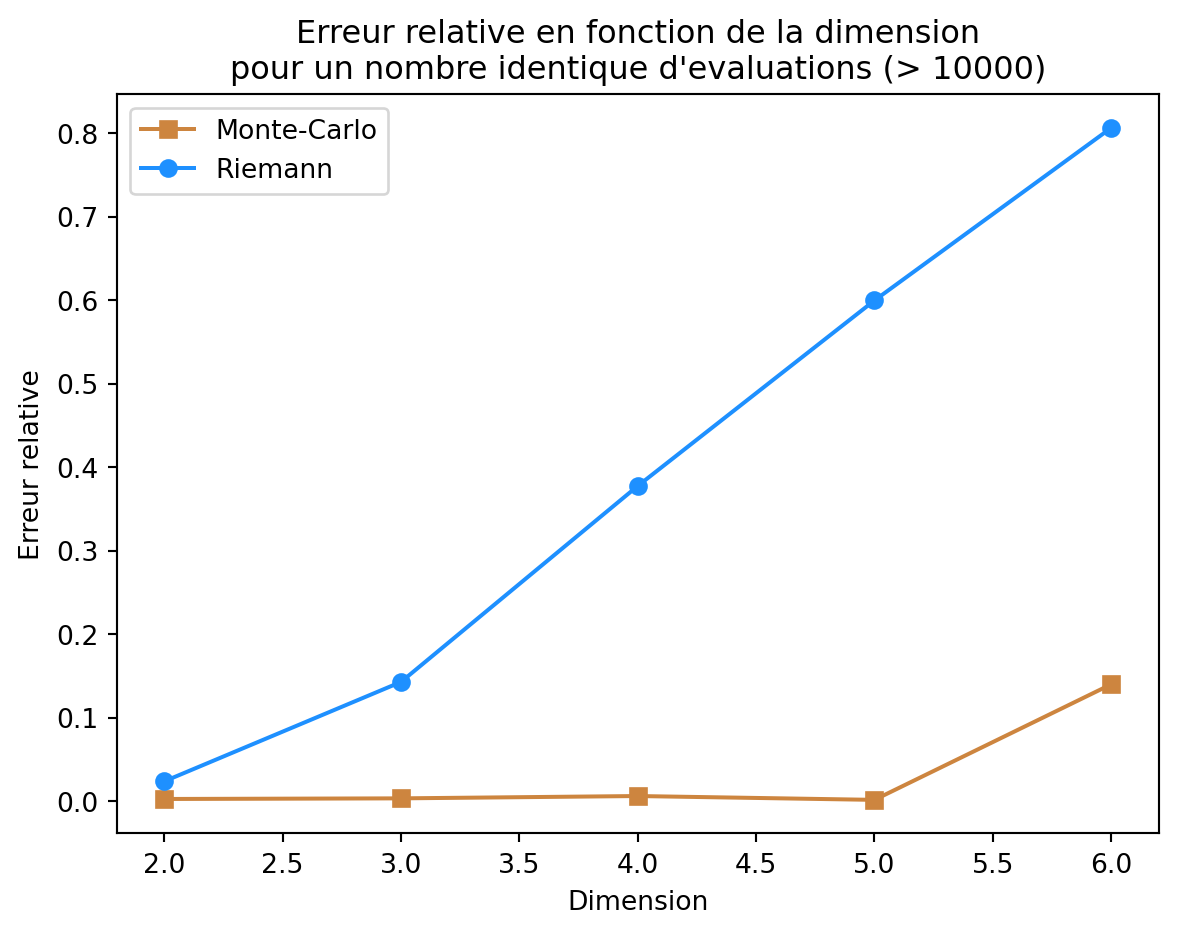 Erreur relative en fonction de la dimension
pour un nombre identique d'evaluations (> 10000)
Monte-Carlo
Riemann
0.8
0.7
0.6
0.5
0.4
0.3
0.2
0.1
0.0
Erreur relative
2.0 2.5 3.0 3.5 4.0 4.5 5.0 5.5 6.0
Dimension